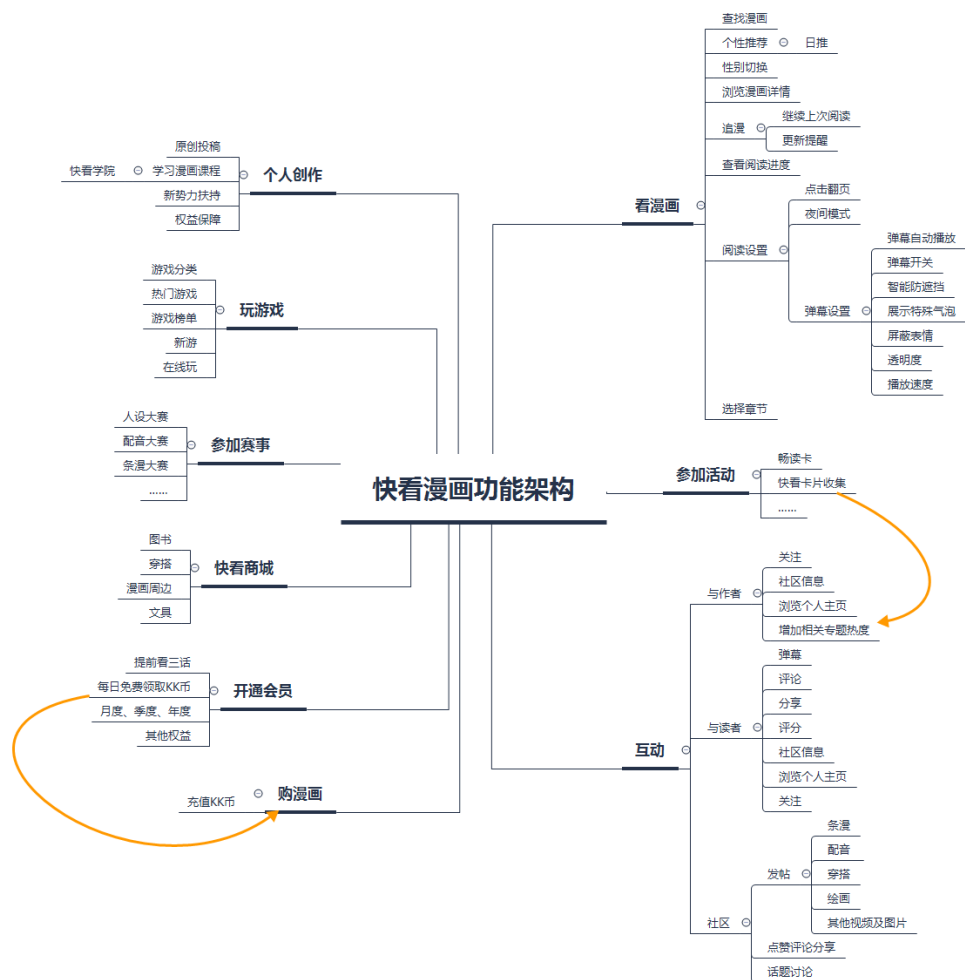 快看漫画功能架构
看漫画
查找漫画
个性推荐
日推
性别切换
浏览漫画详情
追漫
继续上次阅读
更新提醒
查看阅读进度
阅读设置
点击翻页
夜间模式
弹幕设置
弹幕自动播放
弹幕开关
智能防遮挡
展示特殊气泡
屏蔽表情
透明度
播放速度
选择章节
参加活动
畅读卡
快看卡片收集
......
互动
与作者
关注
社区信息
浏览个人主页
增加相关专题热度
与读者
弹幕
评论
分享
评分
社区信息
浏览个人主页
关注
社区
发帖
条漫
配音
穿搭
绘画
其他视频及图片
点赞评论分享
话题讨论
个人创作
原创投稿
学习漫画课程
快看学院
新势力扶持
权益保障
玩游戏
游戏分类
热门游戏
游戏榜单
新游
在线玩
参加赛事
人设大赛
配音大赛
条漫大赛
......
快看商城
图书
穿搭
漫画周边
文具
开通会员
提前看三话
每日免费领取KK币
月度、季度、年度
其他权益
购漫画
充值KK币